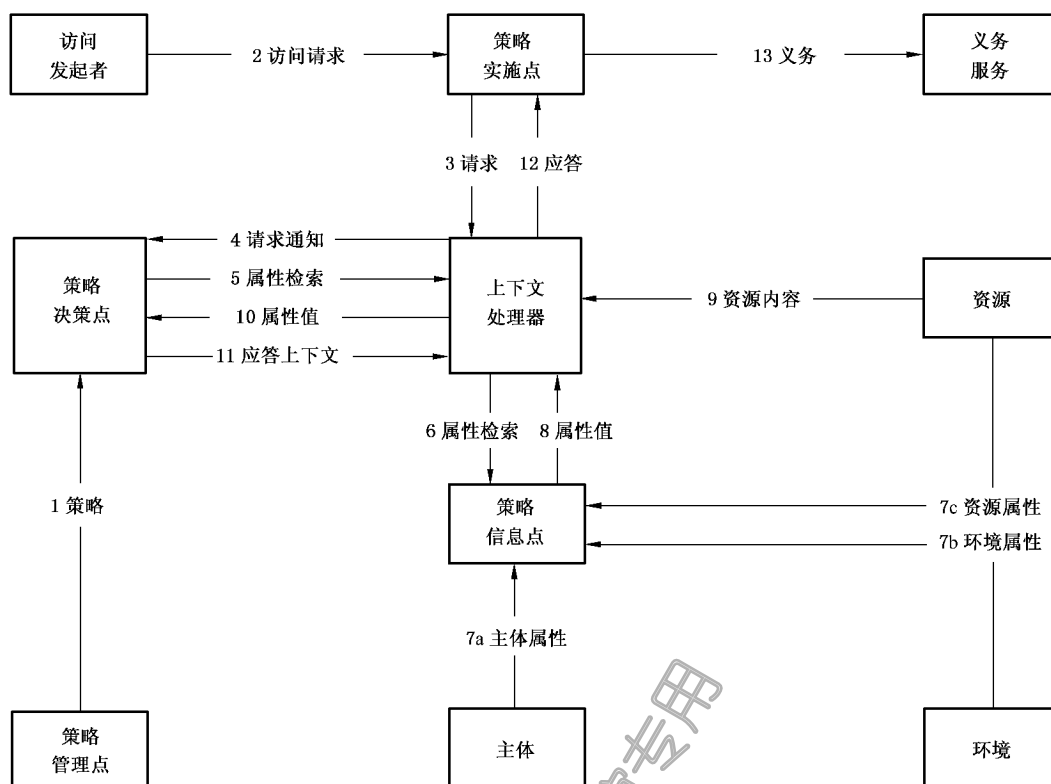 访问
发起者
2 访问请求
策略
实施点
13 义务
义务
服务
3 请求
12 应答
4 请求通知
5 属性检索
10 属性值
11 应答上下文
策略
决策点
上下文
处理器
9 资源内容
资源
6 属性检索
8 属性值
1 策略
策略
信息点
7c 资源属性
7b 环境属性
7a 主体属性
策略
管理点
主体
环境
专用